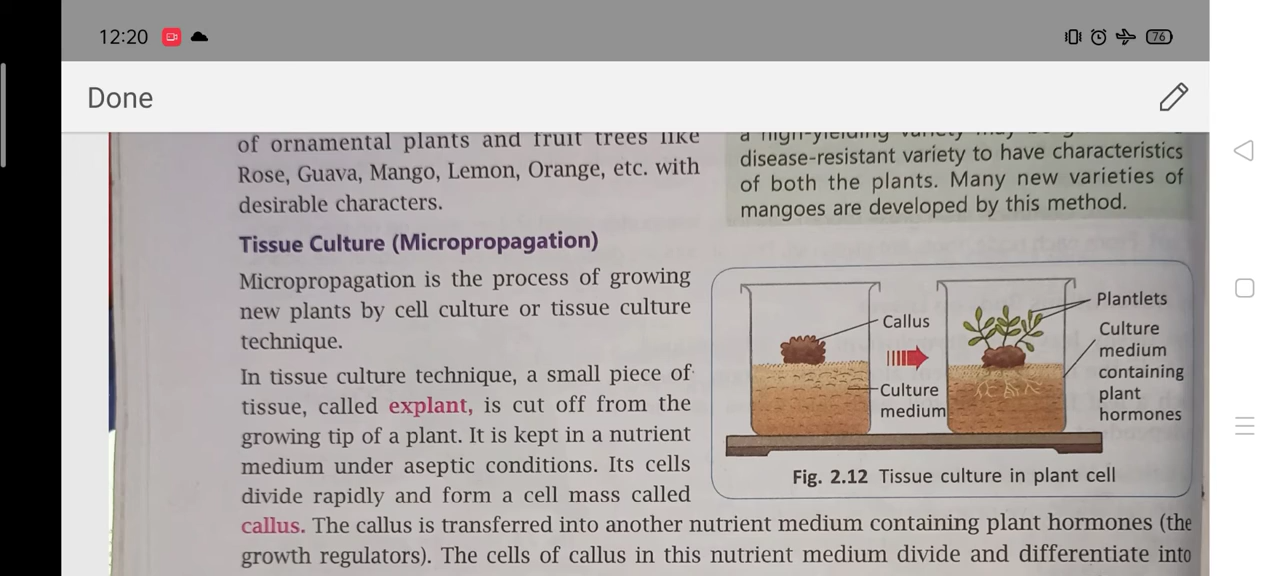 12:20
76
Done
of ornamental plants and fruit trees like
Rose, Guava, Mango, Lemon, Orange, etc. with
desirable characters.
a high-yielding variety may
disease-resistant variety to have characteristics
of both the plants. Many new varieties of
mangoes are developed by this method.
Tissue Culture (Micropropagation)
Micropropagation is the process of growing
new plants by cell culture or tissue culture
technique.
In tissue culture technique, a small piece of
tissue, called explant, is cut off from the
growing tip of a plant. It is kept in a nutrient
medium under aseptic conditions. Its cells
divide rapidly and form a cell mass called
callus. The callus is transferred into another nutrient medium containing plant hormones (the
growth regulators). The cells of callus in this nutrient medium divide and differentiate into
Callus
Culture
medium
Plantlets
Culture
medium
containing
plant
hormones
Fig. 2.12 Tissue culture in plant cell